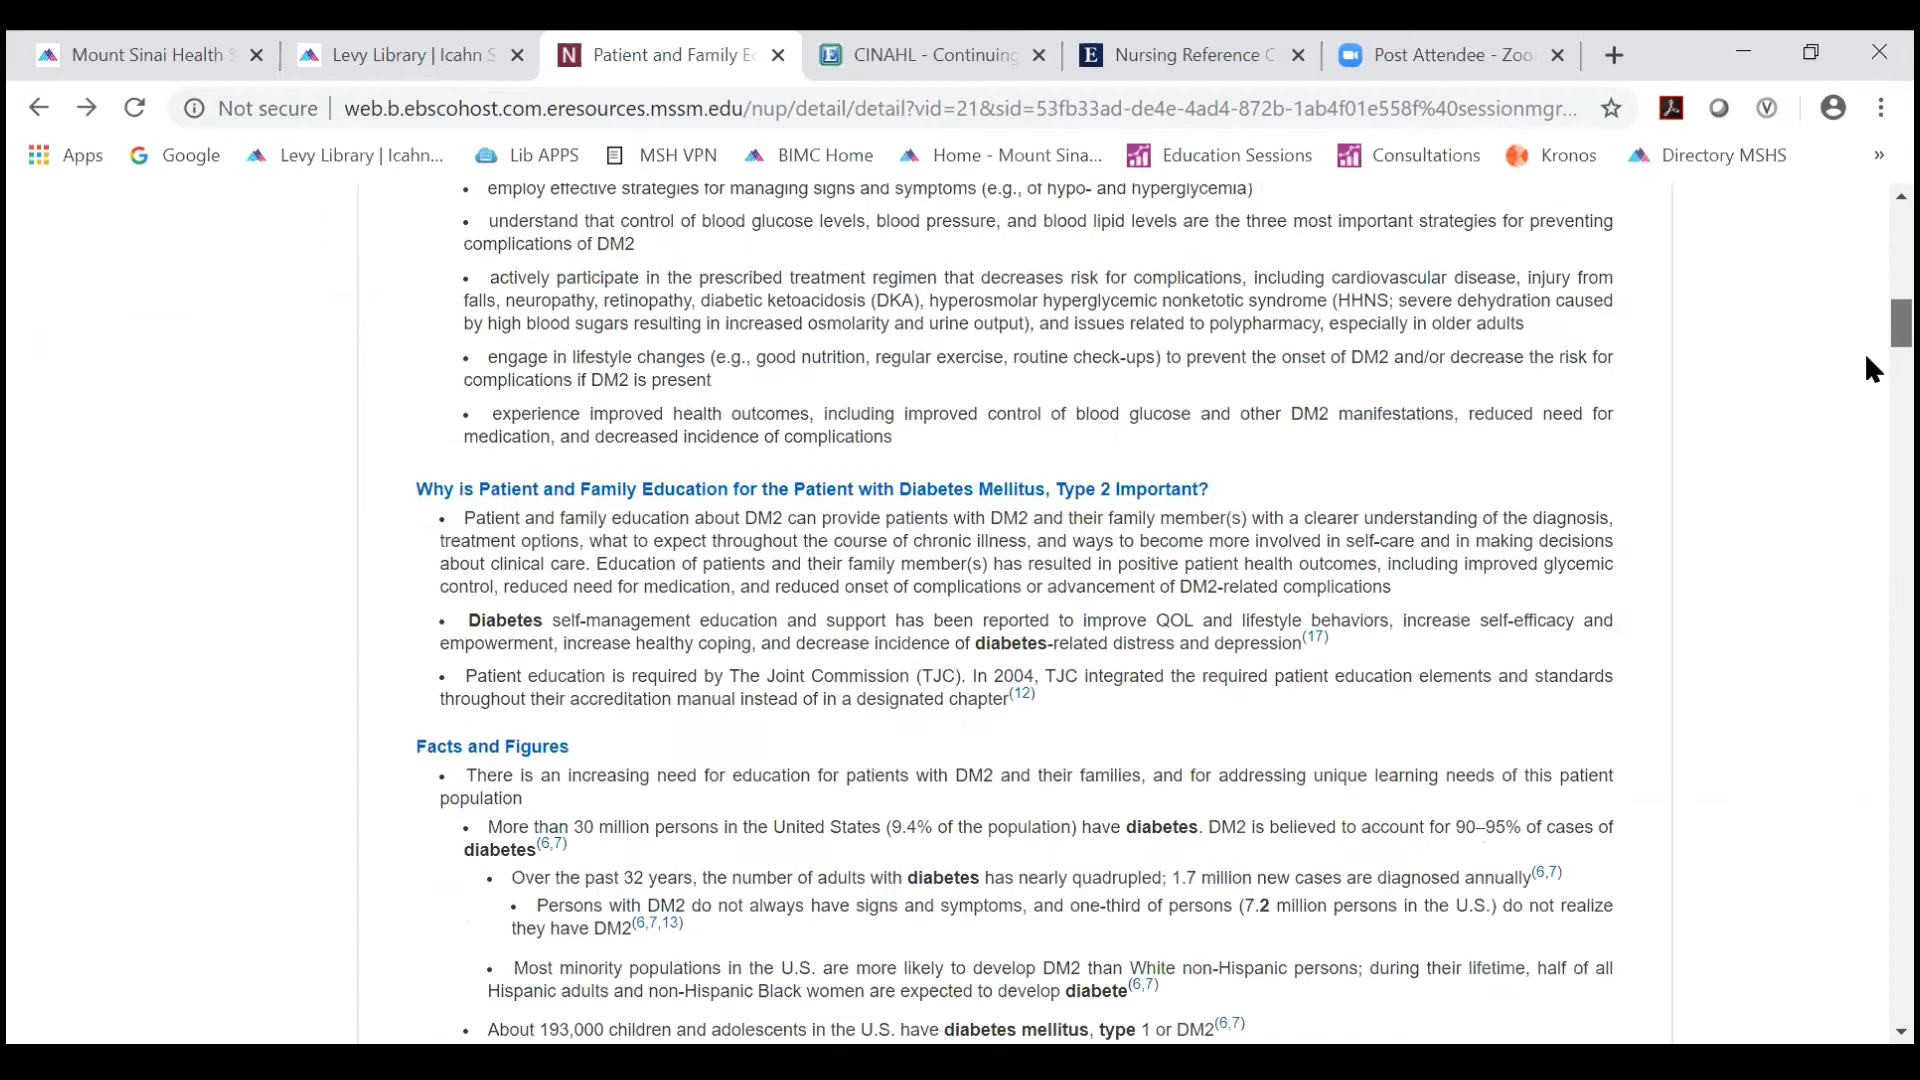 Mount Sinai Health S
Levy Library | Icahn S
Patient and Family Ed
CINAHL - Continuing
Nursing Reference C
Post Attendee - Zoo
Not secure
web.b.ebscohost.com.eresources.mssm.edu/nup/detail/detail?vid=21&sid=53fb33ad-de4e-4ad4-872b-1ab4f01e558f%40sessionmgr...
Apps
Google
Levy Library | Icahn...
Lib APPS
MSH VPN
BIMC Home
Home - Mount Sina...
Education Sessions
Consultations
Kronos
Directory MSHS
»
• employ effective strategies for managing signs and symptoms (e.g., of hypo- and hyperglycemia)
• understand that control of blood glucose levels, blood pressure, and blood lipid levels are the three most important strategies for preventing
complications of DM2
• actively participate in the prescribed treatment regimen that decreases risk for complications, including cardiovascular disease, injury from
falls, neuropathy, retinopathy, diabetic ketoacidosis (DKA), hyperosmolar hyperglycemic nonketotic syndrome (HHNS; severe dehydration caused
by high blood sugars resulting in increased osmolarity and urine output), and issues related to polypharmacy, especially in older adults
• engage in lifestyle changes (e.g., good nutrition, regular exercise, routine check-ups) to prevent the onset of DM2 and/or decrease the risk for
complications if DM2 is present
• experience improved health outcomes, including improved control of blood glucose and other DM2 manifestations, reduced need for
medication, and decreased incidence of complications
Why is Patient and Family Education for the Patient with Diabetes Mellitus, Type 2 Important?
• Patient and family education about DM2 can provide patients with DM2 and their family member(s) with a clearer understanding of the diagnosis,
treatment options, what to expect throughout the course of chronic illness, and ways to become more involved in self-care and in making decisions
about clinical care. Education of patients and their family member(s) has resulted in positive patient health outcomes, including improved glycemic
control, reduced need for medication, and reduced onset of complications or advancement of DM2-related complications
• Diabetes self-management education and support has been reported to improve QOL and lifestyle behaviors, increase self-efficacy and
empowerment, increase healthy coping, and decrease incidence of diabetes-related distress and depression(17)
• Patient education is required by The Joint Commission (TJC). In 2004, TJC integrated the required patient education elements and standards
throughout their accreditation manual instead of in a designated chapter(12)
Facts and Figures
• There is an increasing need for education for patients with DM2 and their families, and for addressing unique learning needs of this patient
population
• More than 30 million persons in the United States (9.4% of the population) have diabetes. DM2 is believed to account for 90–95% of cases of
diabetes(6,7)
• Over the past 32 years, the number of adults with diabetes has nearly quadrupled; 1.7 million new cases are diagnosed annually(6,7)
• Persons with DM2 do not always have signs and symptoms, and one-third of persons (7.2 million persons in the U.S.) do not realize
they have DM2(6,7,13)
• Most minority populations in the U.S. are more likely to develop DM2 than White non-Hispanic persons; during their lifetime, half of all
Hispanic adults and non-Hispanic Black women are expected to develop diabete(6,7)
• About 193,000 children and adolescents in the U.S. have diabetes mellitus, type 1 or DM2(6,7)